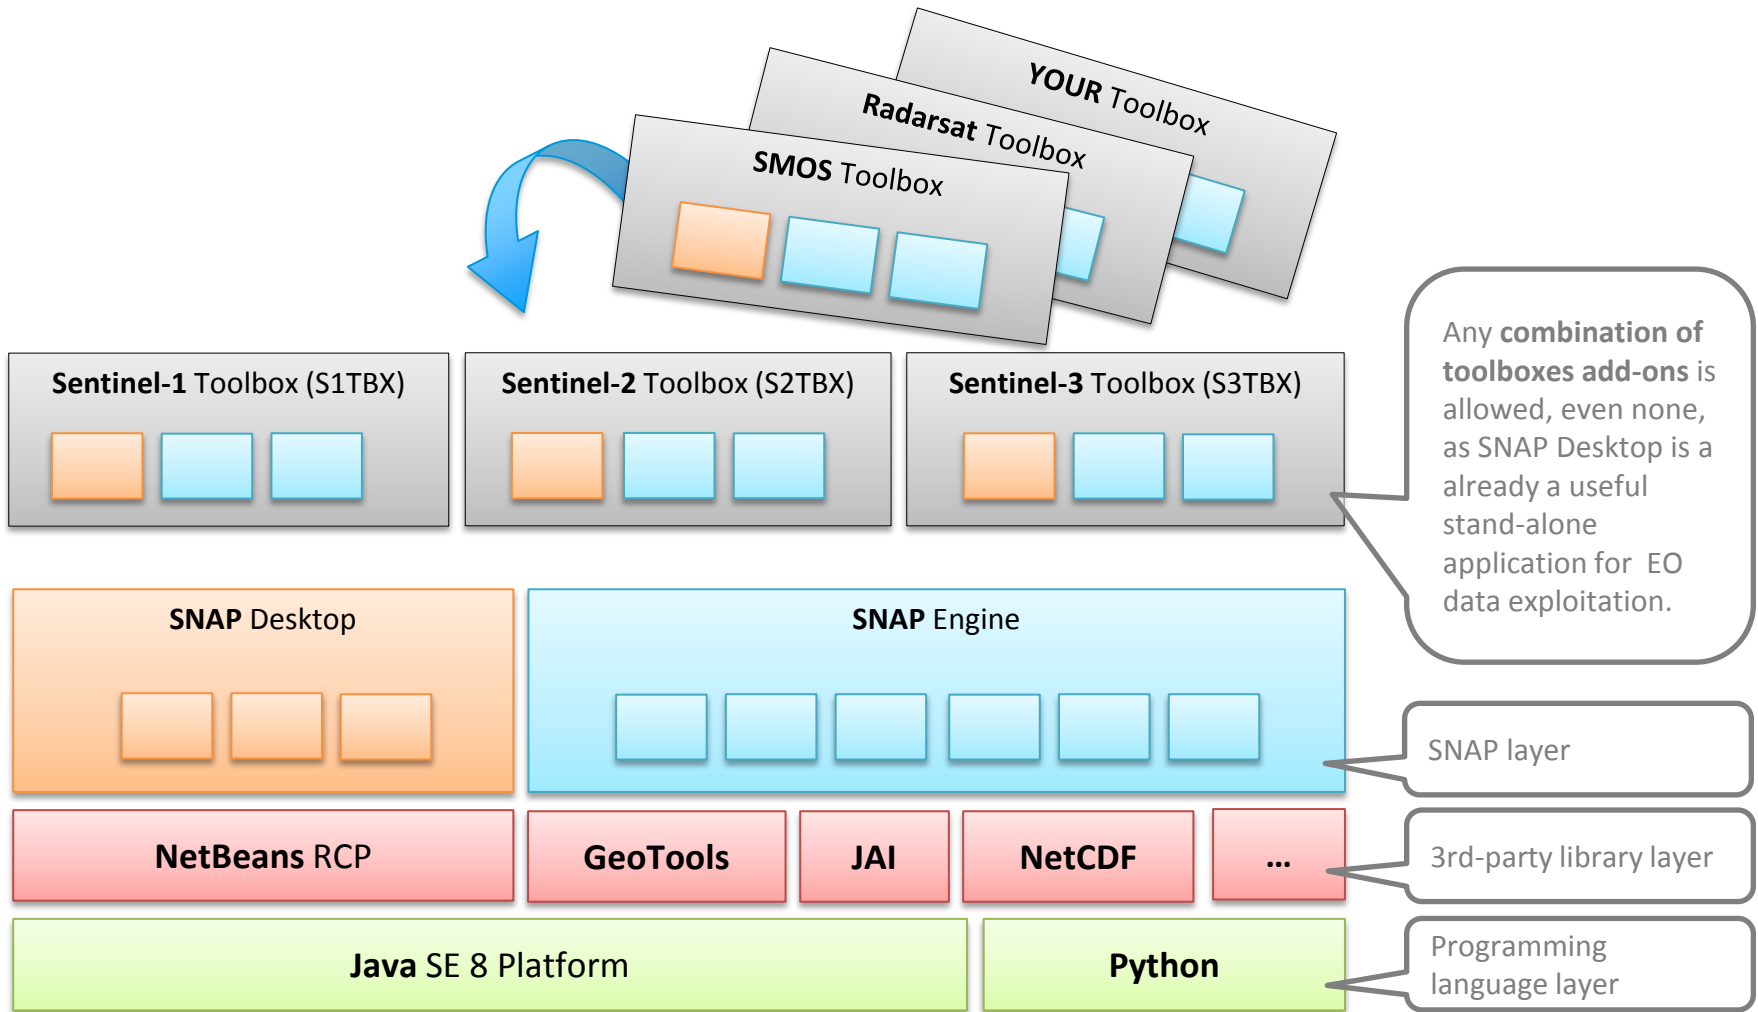 YOUR Toolbox
Radarsat Toolbox
SMOS Toolbox
Any combination of
toolboxes add-ons is
allowed, even none,
as SNAP Desktop is a
already a useful
stand-alone
application for EO
data exploitation.
Sentinel-1 Toolbox (S1TBX)
Sentinel-2 Toolbox (S2TBX)
Sentinel-3 Toolbox (S3TBX)
SNAP Desktop
SNAP Engine
SNAP layer
NetBeans RCP
GeoTools
JAI
NetCDF
...
3rd-party library layer
Java SE 8 Platform
Python
Programming
language layer